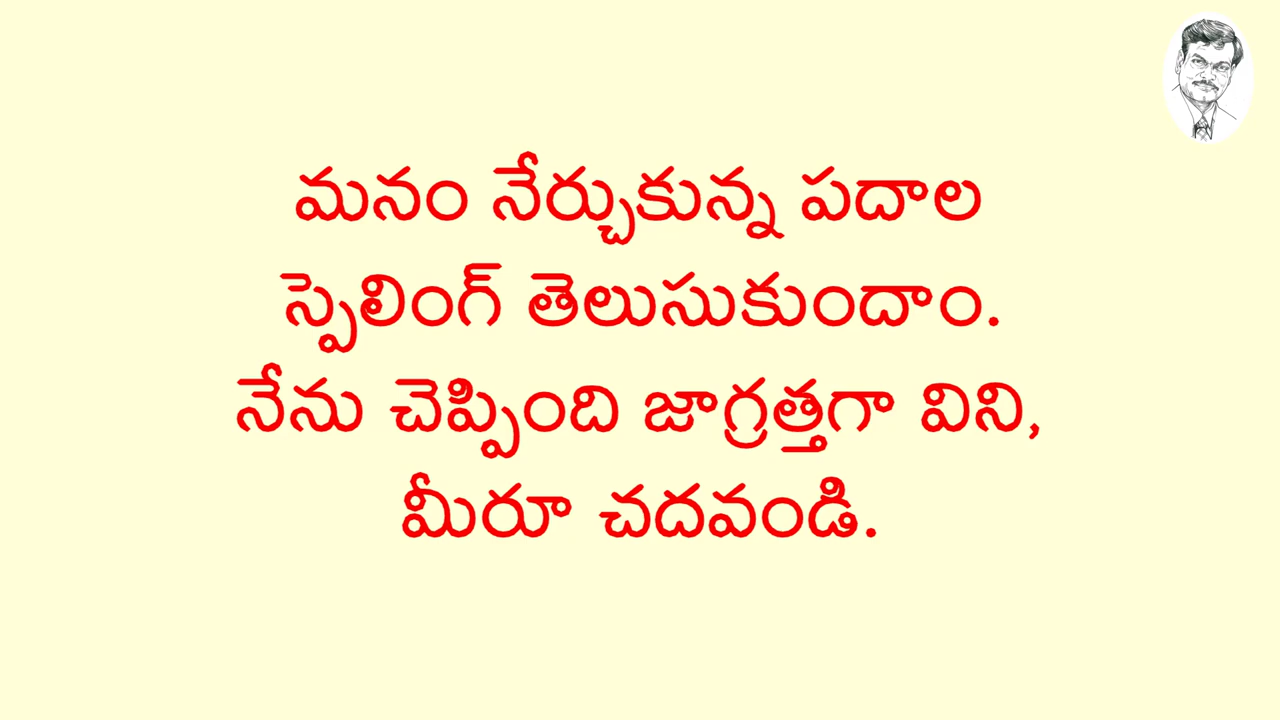 మనం నేర్చుకున్న పదాల
స్పెలింగ్ తెలుసుకుందాం.
నేను చెప్పింది జాగ్రత్తగా విని,
మీరూ చదవండి.